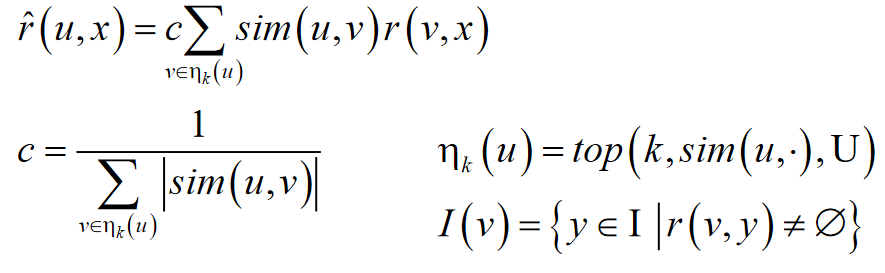 r̂(u,x) = c∑_{v∈η_k(u)} sim(u,v)r(v,x)
c = 1 / ∑_{v∈η_k(u)} |sim(u,v)|
η_k(u) = top(k,sim(u,·),U)
I(v) = {y ∈ I | r(v,y) ≠ ∅}